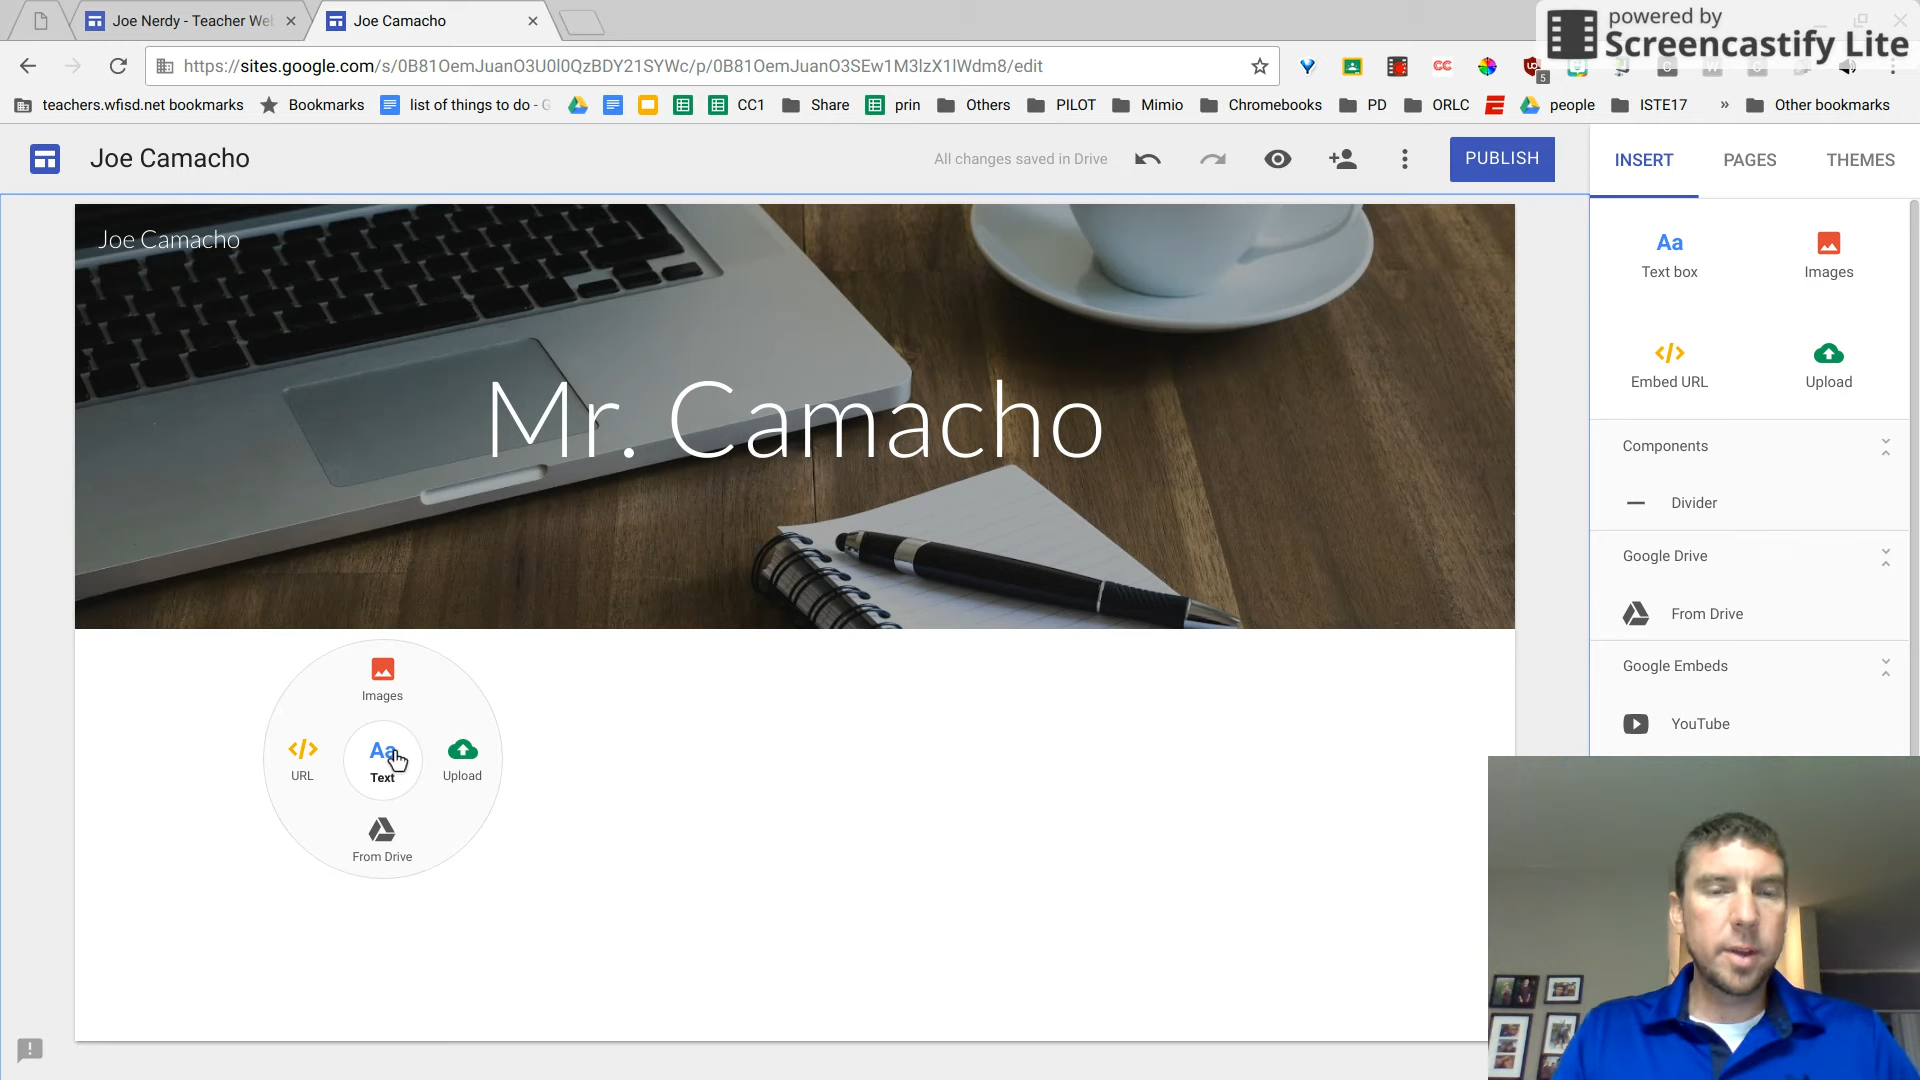 powered by
Screencastify Lite
Joe Nerdy - Teacher We
Joe Camacho
https://sites.google.com/s/0B81OemJuanO3U0l0QzBDY21SYWc/p/0B81OemJuanO3SEw1M3lzX1lWdm8/edit
CC
5
teachers.wfisd.net bookmarks
Bookmarks
list of things to do - G
CC1
Share
prin
Others
PILOT
Mimio
Chromebooks
PD
ORLC
people
ISTE17
»
Other bookmarks
Joe Camacho
All changes saved in Drive
PUBLISH
INSERT
PAGES
THEMES
Joe Camacho
Mr. Camacho
Aa
Text box
Images
Embed URL
Upload
Components
Divider
Google Drive
From Drive
Google Embeds
YouTube
Images
URL
Aa
Text
Upload
From Drive